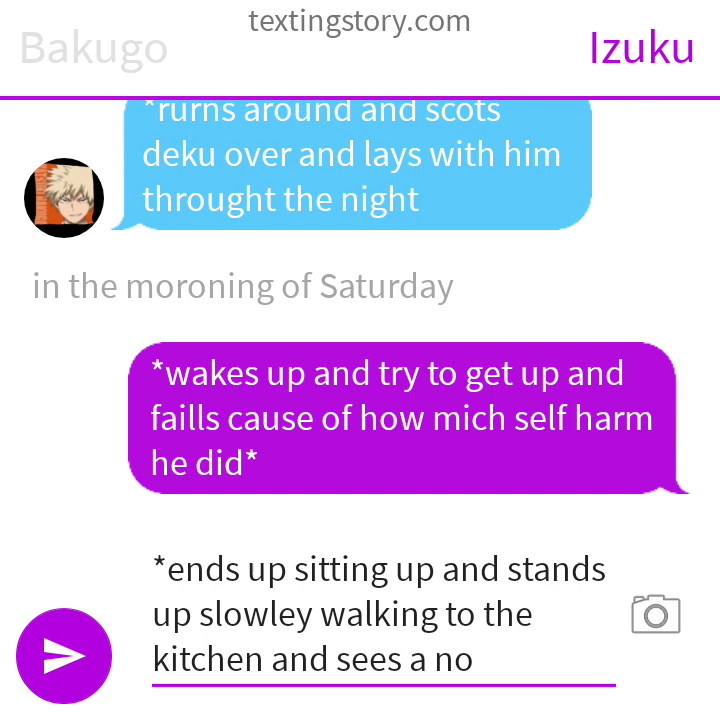 textingstory.com
Bakugo
Izuku
*rurns around and scots
deku over and lays with him
throught the night
in the moroning of Saturday
*wakes up and try to get up and
faills cause of how mich self harm
he did*
*ends up sitting up and stands
up slowley walking to the
kitchen and sees a no